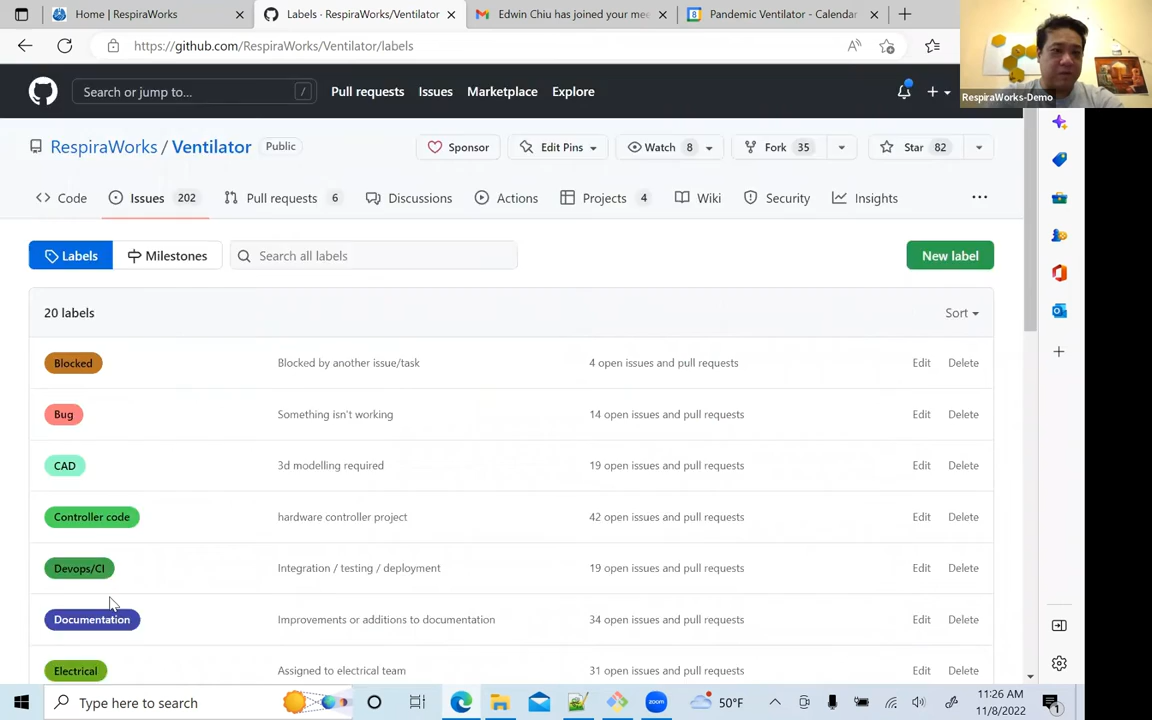 Home | RespiraWorks
Labels · RespiraWorks/Ventilator
Edwin Chiu has joined your mee
Pandemic Ventilator - Calendar
https://github.com/RespiraWorks/Ventilator/labels
RespiraWorks-Demo
Search or jump to...
/
Pull requests
Issues
Marketplace
Explore
RespiraWorks / Ventilator
Public
Sponsor
Edit Pins
Watch 8
Fork 35
Star 82
Code
Issues 202
Pull requests 6
Discussions
Actions
Projects 4
Wiki
Security
Insights
Labels
Milestones
Search all labels
New label
20 labels
Sort
Blocked
Blocked by another issue/task
4 open issues and pull requests
Edit
Delete
Bug
Something isn't working
14 open issues and pull requests
Edit
Delete
CAD
3d modelling required
19 open issues and pull requests
Edit
Delete
Controller code
hardware controller project
42 open issues and pull requests
Edit
Delete
Devops/CI
Integration / testing / deployment
19 open issues and pull requests
Edit
Delete
Documentation
Improvements or additions to documentation
34 open issues and pull requests
Edit
Delete
Electrical
Assigned to electrical team
31 open issues and pull requests
Edit
Delete
Type here to search
zoom
50°F
11:26 AM
11/8/2022
1